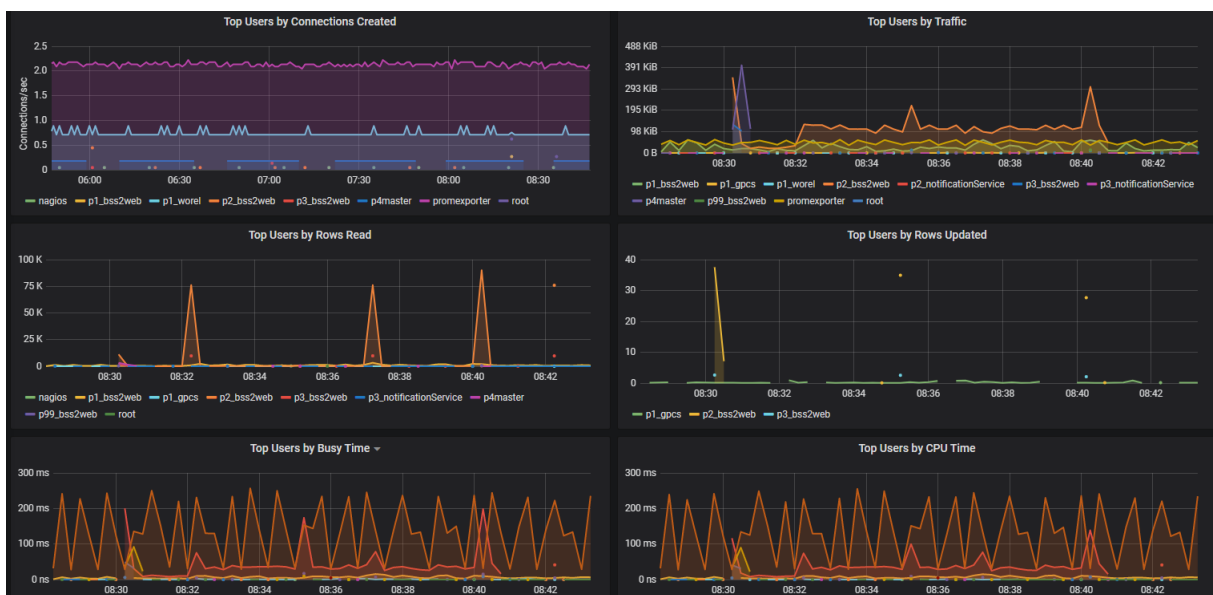 Top Users by Connections Created
2.5
2.0
1.5
1.0
0.5
0
Connections/sec
06:00 06:30 07:00 07:30 08:00 08:30
nagios p1_bss2web p1_worel p2_bss2web p3_bss2web p4master promexporter root
Top Users by Traffic
488 KiB
391 KiB
293 KiB
195 KiB
98 KiB
0 B
08:30 08:32 08:34 08:36 08:38 08:40 08:42
p1_bss2web p1_gpcs p1_worel p2_bss2web p2_notificationService p3_bss2web p3_notificationService
p4master p99_bss2web promexporter root
Top Users by Rows Read
100 K
75 K
50 K
25 K
0
08:30 08:32 08:34 08:36 08:38 08:40 08:42
nagios p1_bss2web p1_gpcs p2_bss2web p3_bss2web p3_notificationService p4master
p99_bss2web root
Top Users by Rows Updated
40
30
20
10
0
08:30 08:32 08:34 08:36 08:38 08:40 08:42
p1_gpcs p2_bss2web p3_bss2web
Top Users by Busy Time
300 ms
200 ms
100 ms
0 ns
08:30 08:32 08:34 08:36 08:38 08:40 08:42
Top Users by CPU Time
300 ms
200 ms
100 ms
0 ns
08:30 08:32 08:34 08:36 08:38 08:40 08:42